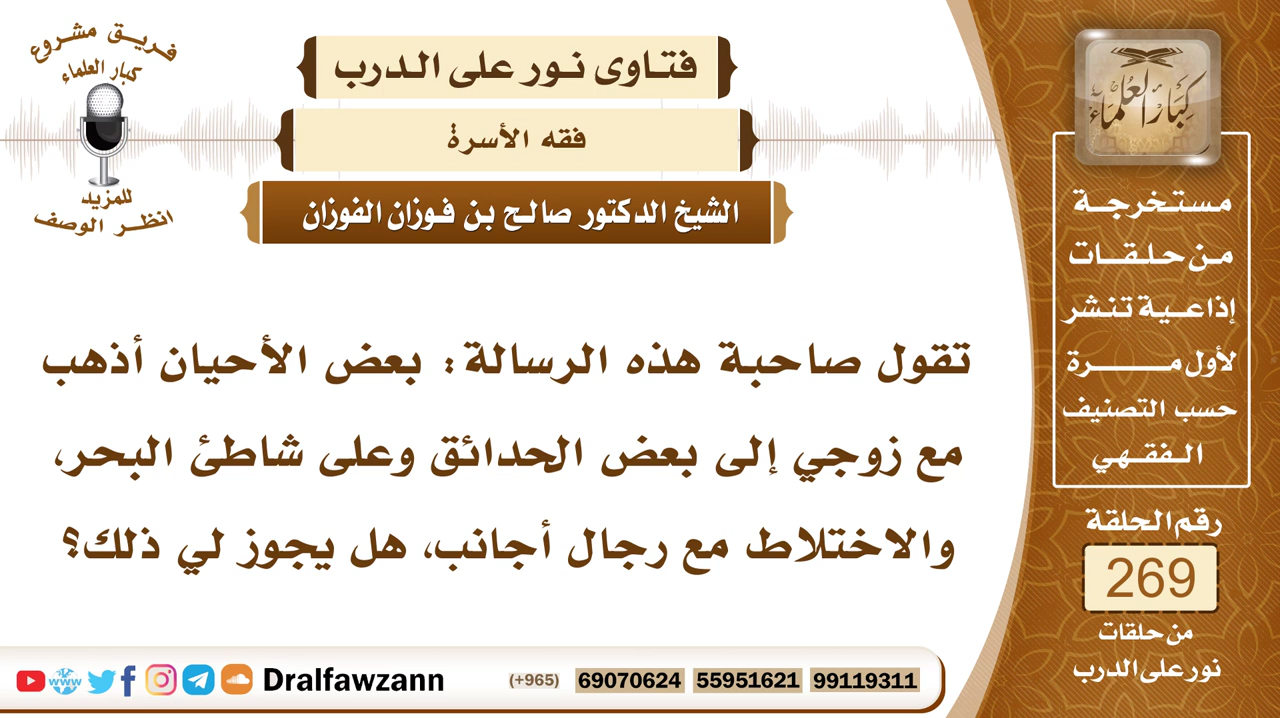 فريق مشروع
كبار العلماء
للمزيد
انظر الوصف
فتاوى نور على الدرب
فقه الأسرة
الشيخ الدكتور صالح بن فوزان الفوزان
تقول صاحبة هذه الرسالة: بعض الأحيان أذهب
مع زوجي إلى بعض الحدائق وعلى شاطئ البحر،
والاختلاط مع رجال أجانب، هل يجوز لي ذلك؟
كِبَارُ العُلَمَاءِ
مستخرجة
من حلقات
إذاعية تنشر
لأول مرة
حسب التصنيف
الفقهي
رقم الحلقة
269
من حلقات
نور على الدرب
www Dralfawzann (+965) 69070624 55951621 99119311